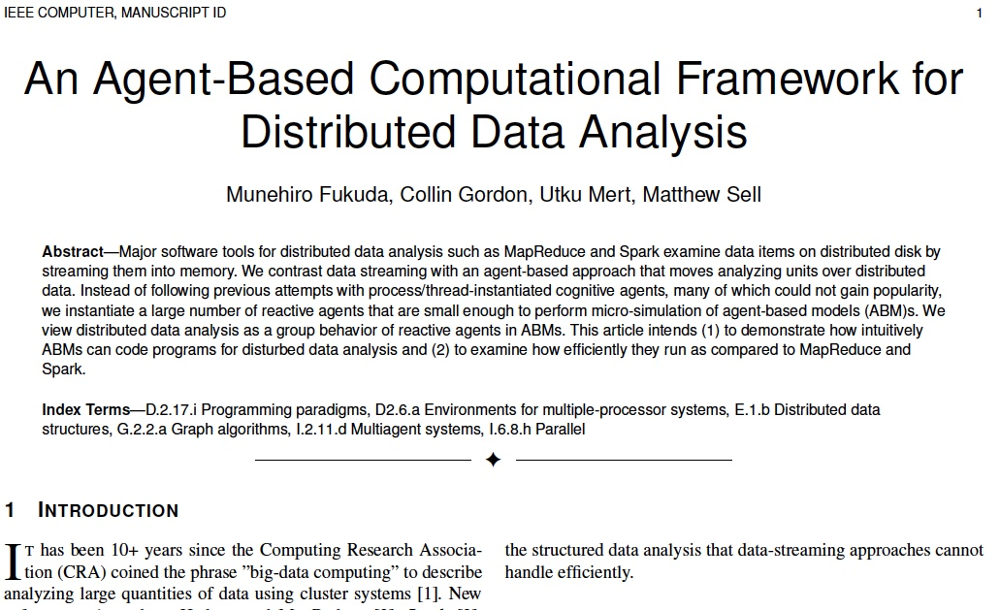 IEEE COMPUTER, MANUSCRIPT ID
1
An Agent-Based Computational Framework for
Distributed Data Analysis
Munehiro Fukuda, Collin Gordon, Utku Mert, Matthew Sell
Abstract—Major software tools for distributed data analysis such as MapReduce and Spark examine data items on distributed disk by
streaming them into memory. We contrast data streaming with an agent-based approach that moves analyzing units over distributed
data. Instead of following previous attempts with process/thread-instantiated cognitive agents, many of which could not gain popularity,
we instantiate a large number of reactive agents that are small enough to perform micro-simulation of agent-based models (ABM)s. We
view distributed data analysis as a group behavior of reactive agents in ABMs. This article intends (1) to demonstrate how intuitively
ABMs can code programs for disturbed data analysis and (2) to examine how efficiently they run as compared to MapReduce and
Spark.
Index Terms—D.2.17.i Programming paradigms, D2.6.a Environments for multiple-processor systems, E.1.b Distributed data
structures, G.2.2.a Graph algorithms, I.2.11.d Multiagent systems, I.6.8.h Parallel
1 INTRODUCTION
IT has been 10+ years since the Computing Research Associa-
tion (CRA) coined the phrase ”big-data computing” to describe
analyzing large quantities of data using cluster systems [1]. New
the structured data analysis that data-streaming approaches cannot
handle efficiently.